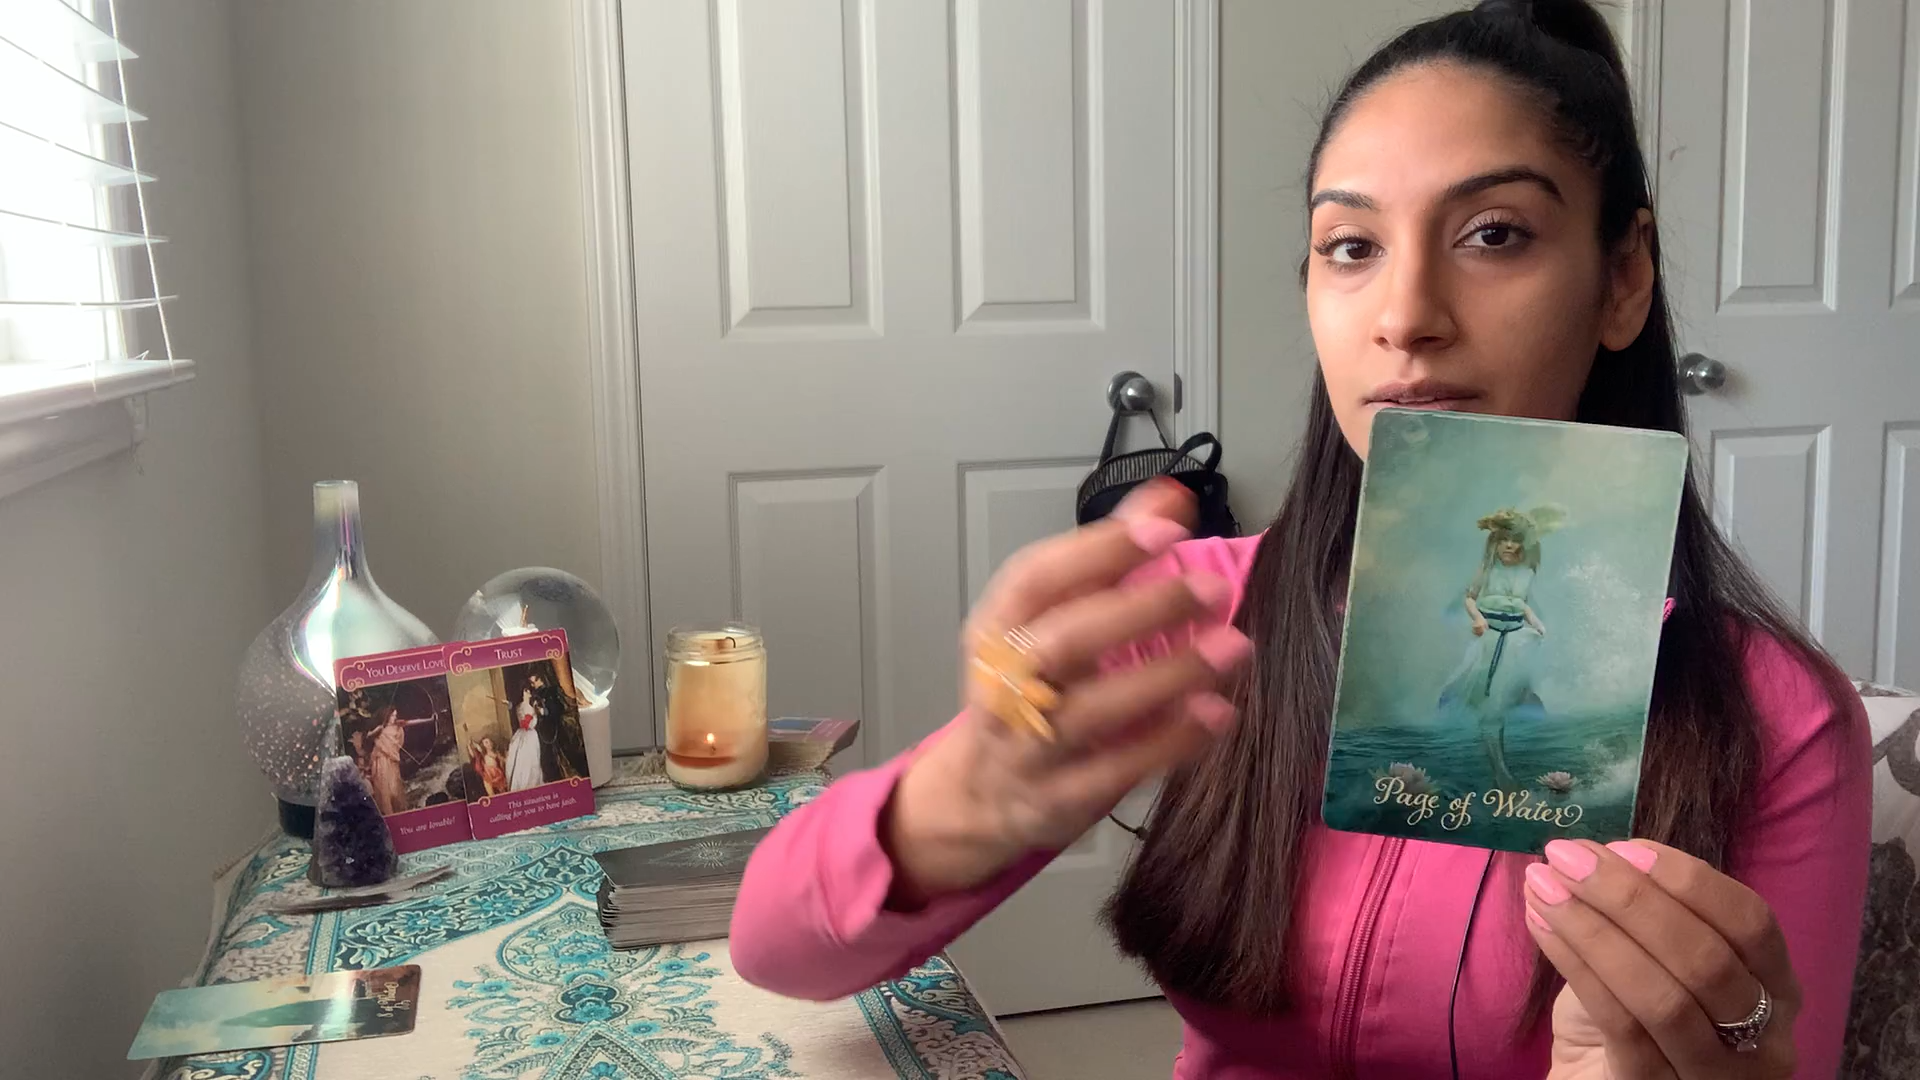 YOU DESERVE LOVE
You are lovable!
TRUST
This situation is
calling for you to have faith.
Page of Water